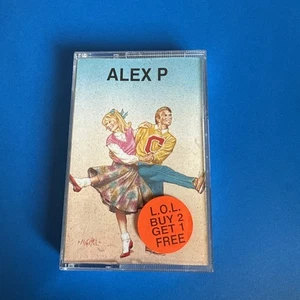 ALEX P
C
L.O.L.
BUY 2
GET 1
FREE